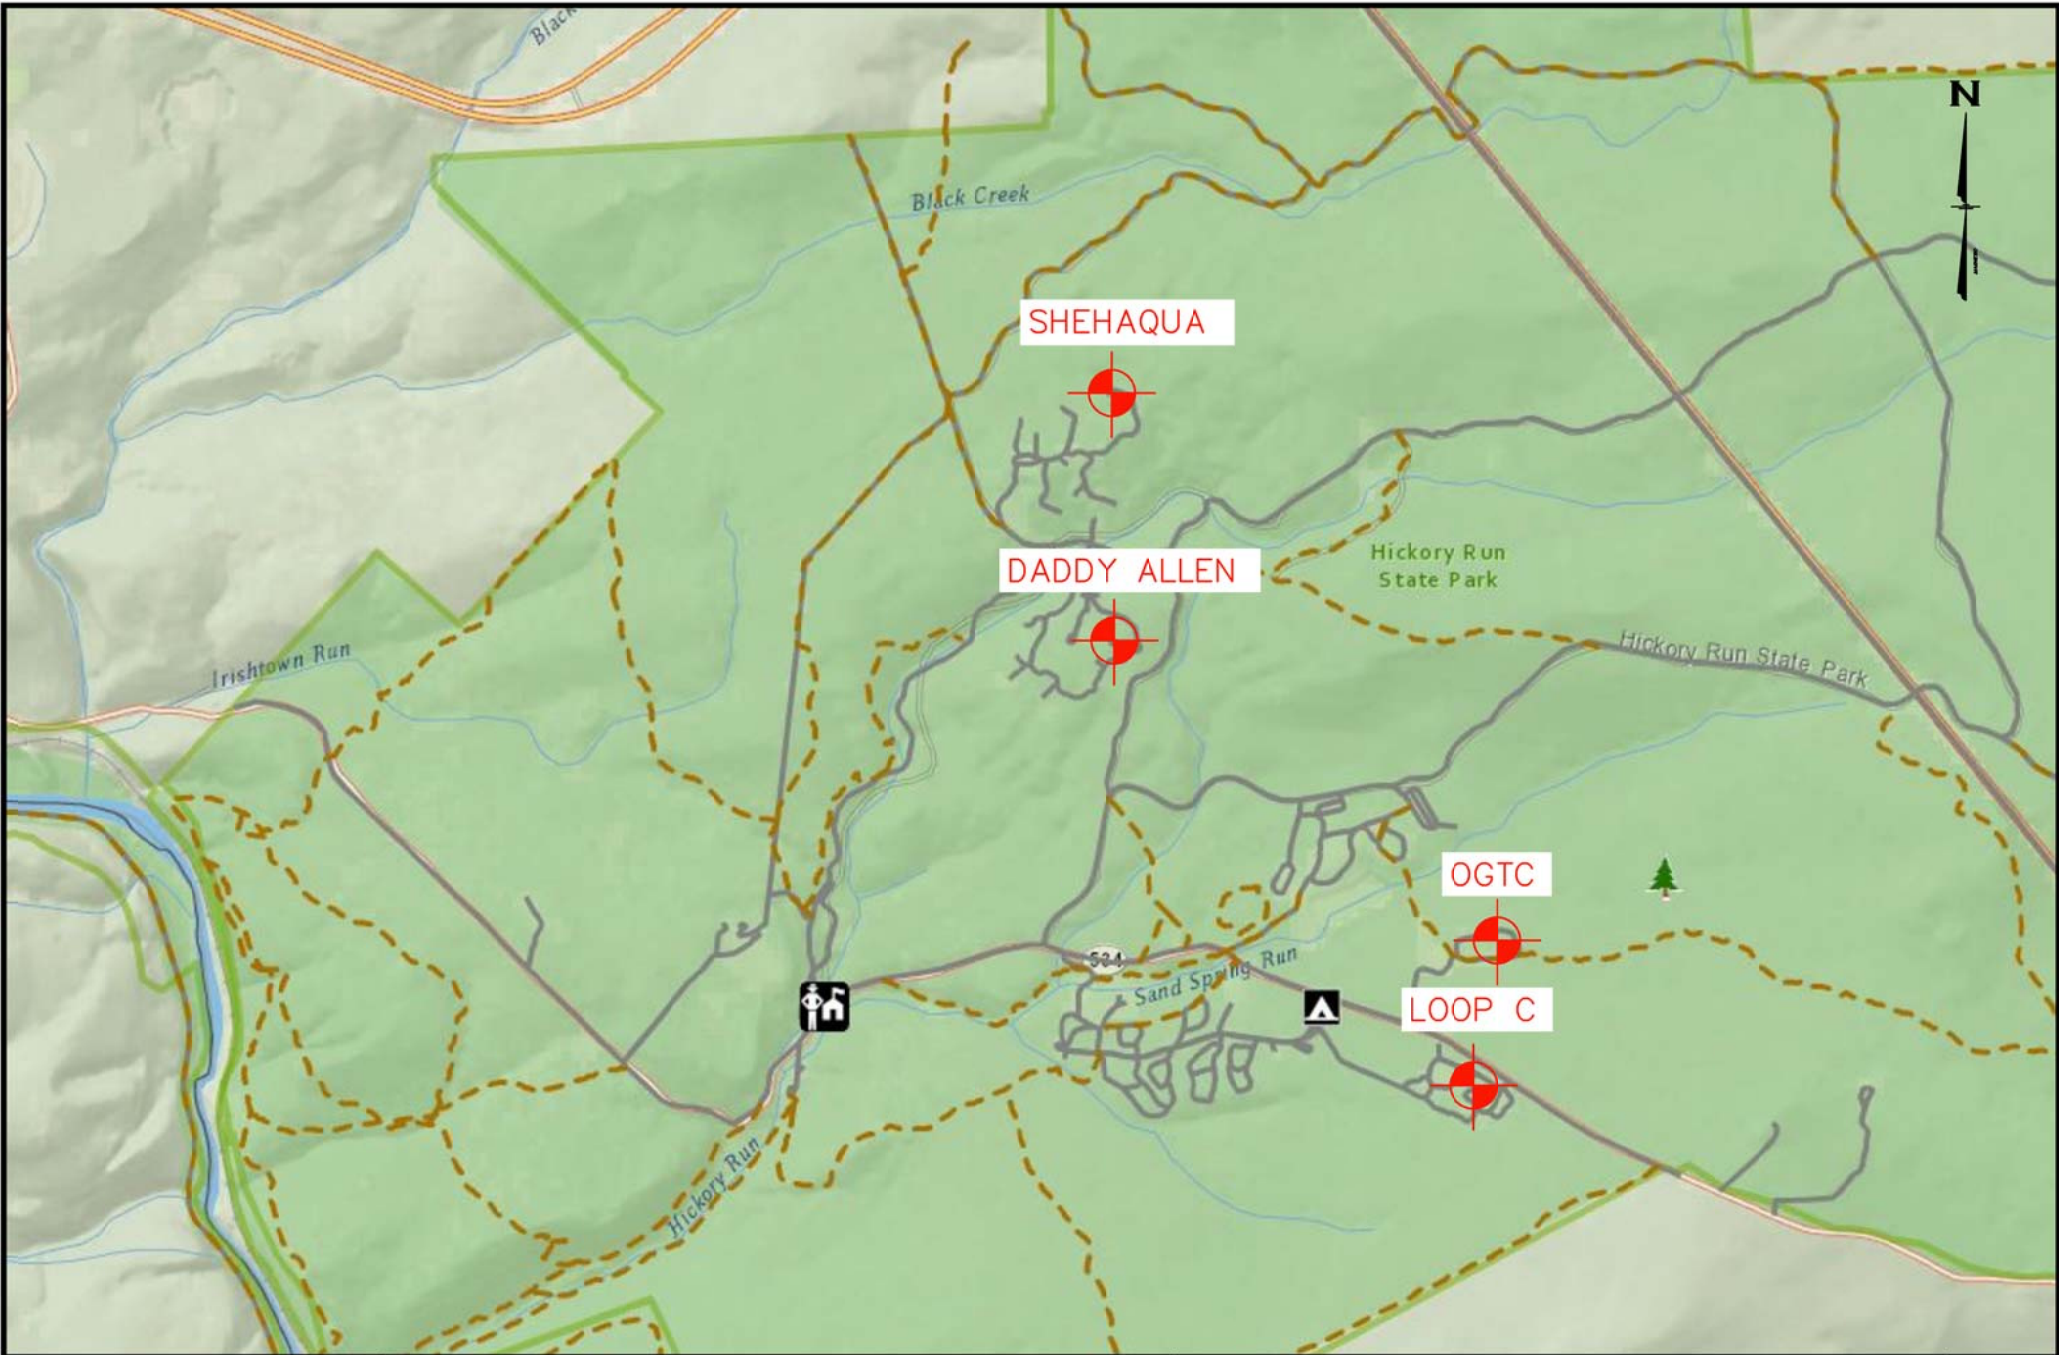 Black
N
Black Creek
SHEHAQUA
Hickory Run
State Park
DADDY ALLEN
Hickory Run State Park
Irishtown Run
OGTC
534
Sand Spring Run
LOOP C
Hickory Run